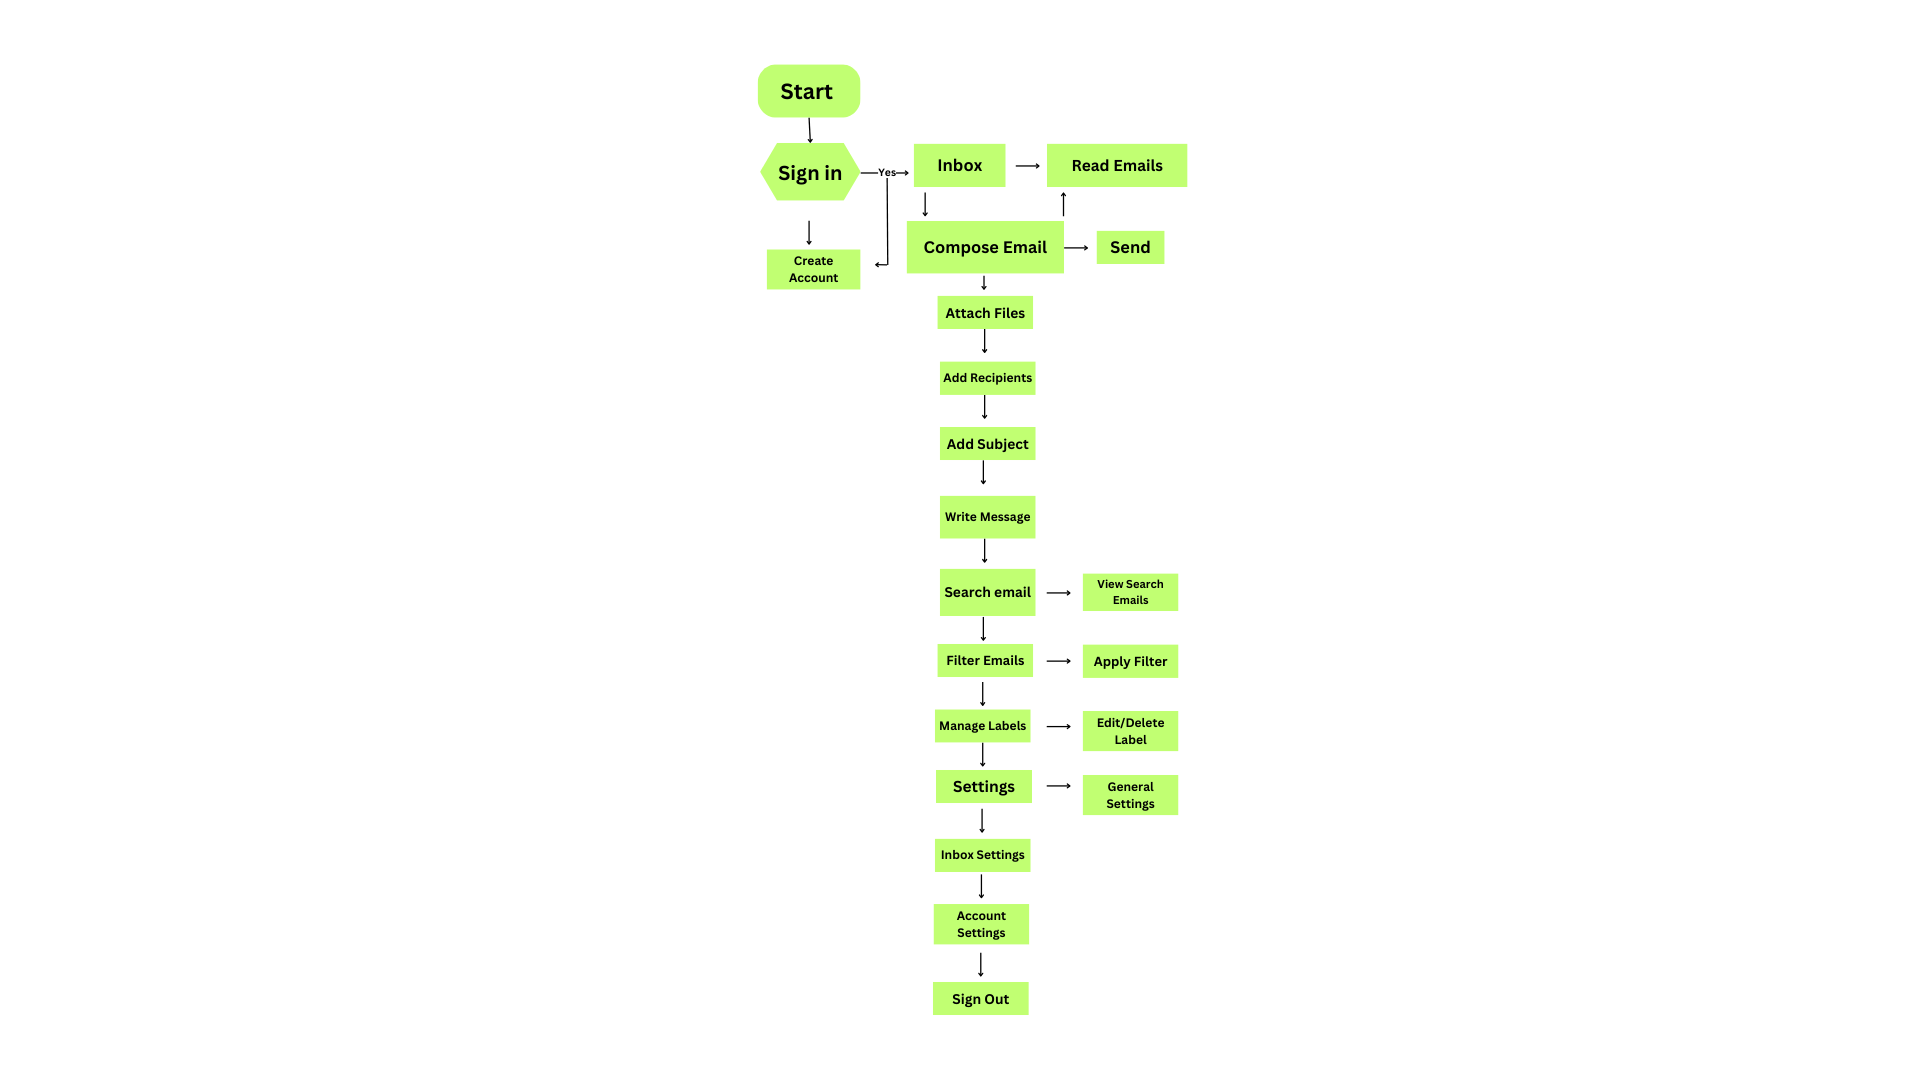 Start
Sign in
Yes
Inbox
Read Emails
Compose Email
Send
Create
Account
Attach Files
Add Recipients
Add Subject
Write Message
Search email
View Search
Emails
Filter Emails
Apply Filter
Manage Labels
Edit/Delete
Label
Settings
General
Settings
Inbox Settings
Account
Settings
Sign Out